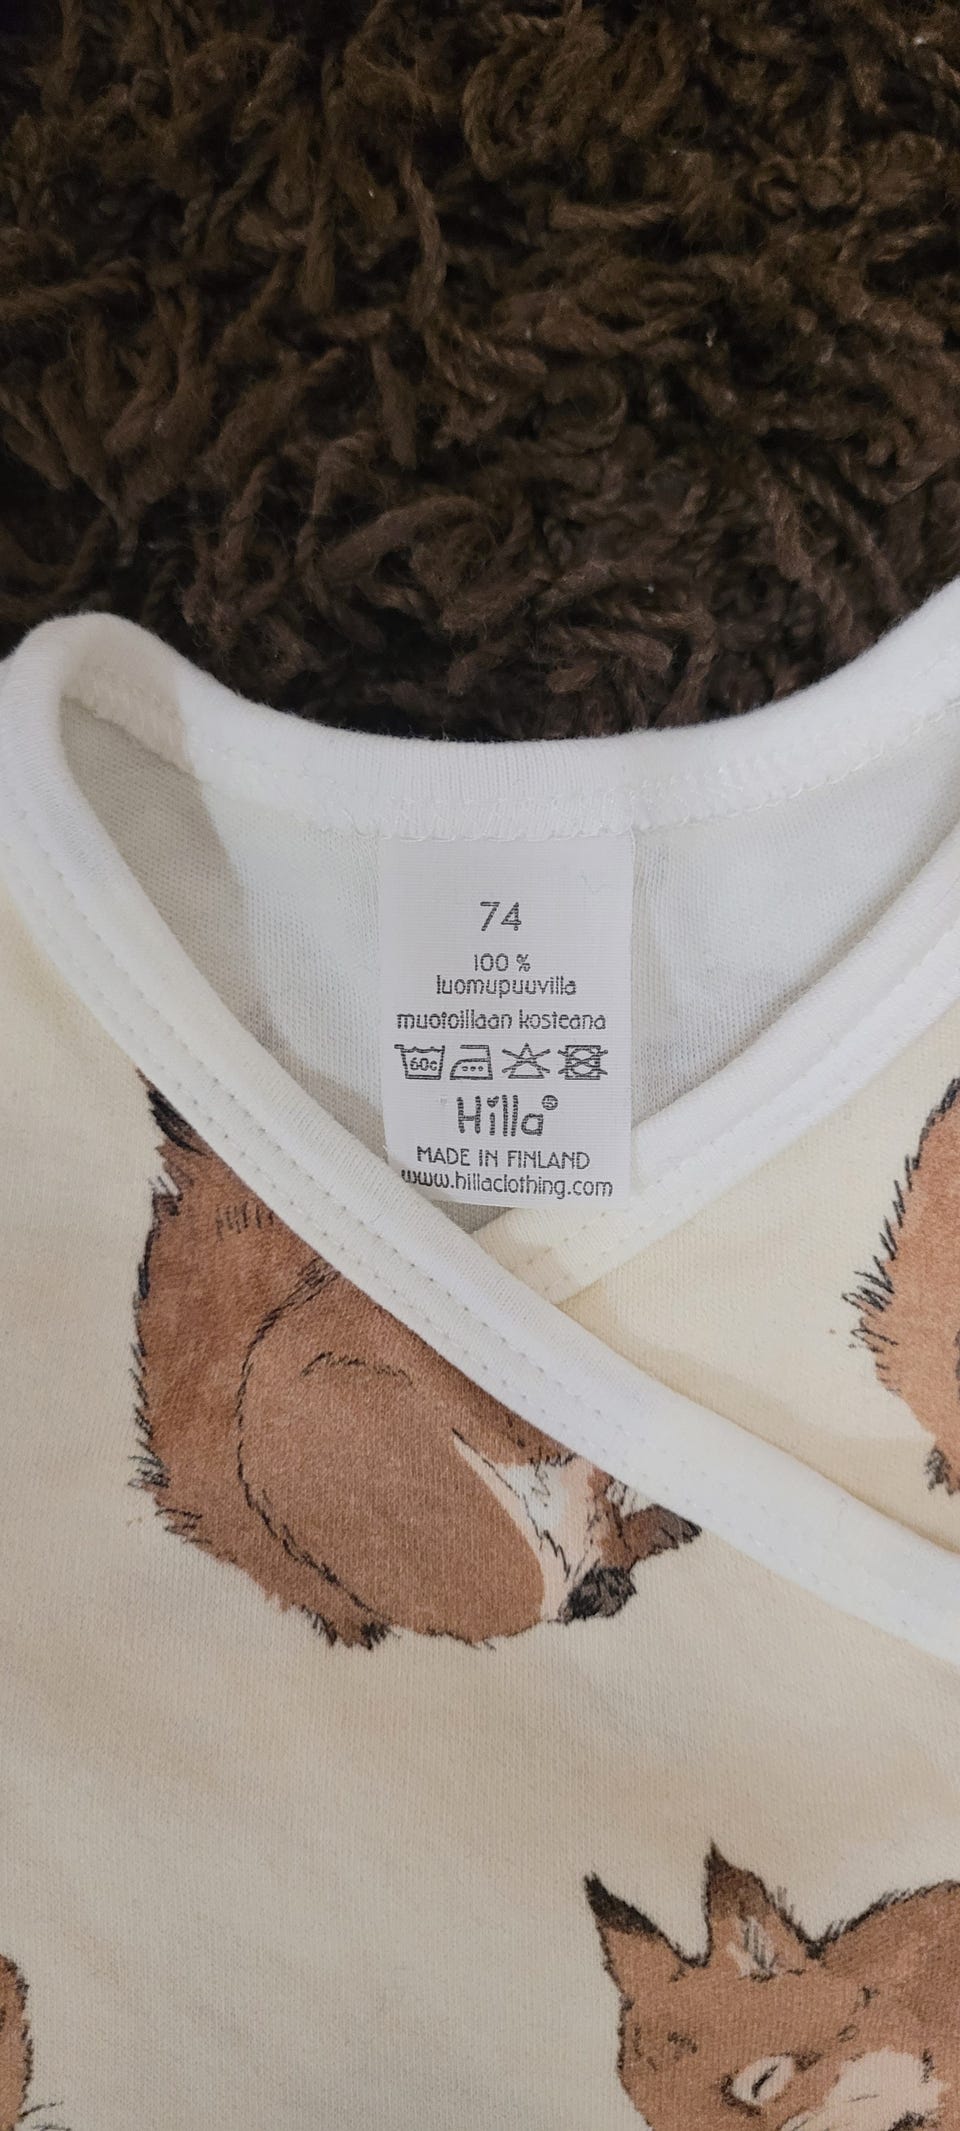 74
100 %
luomupuuvilla
muotoillaan kosteana
60c
Hilla
MADE IN FINLAND
www.hillaclothing.com